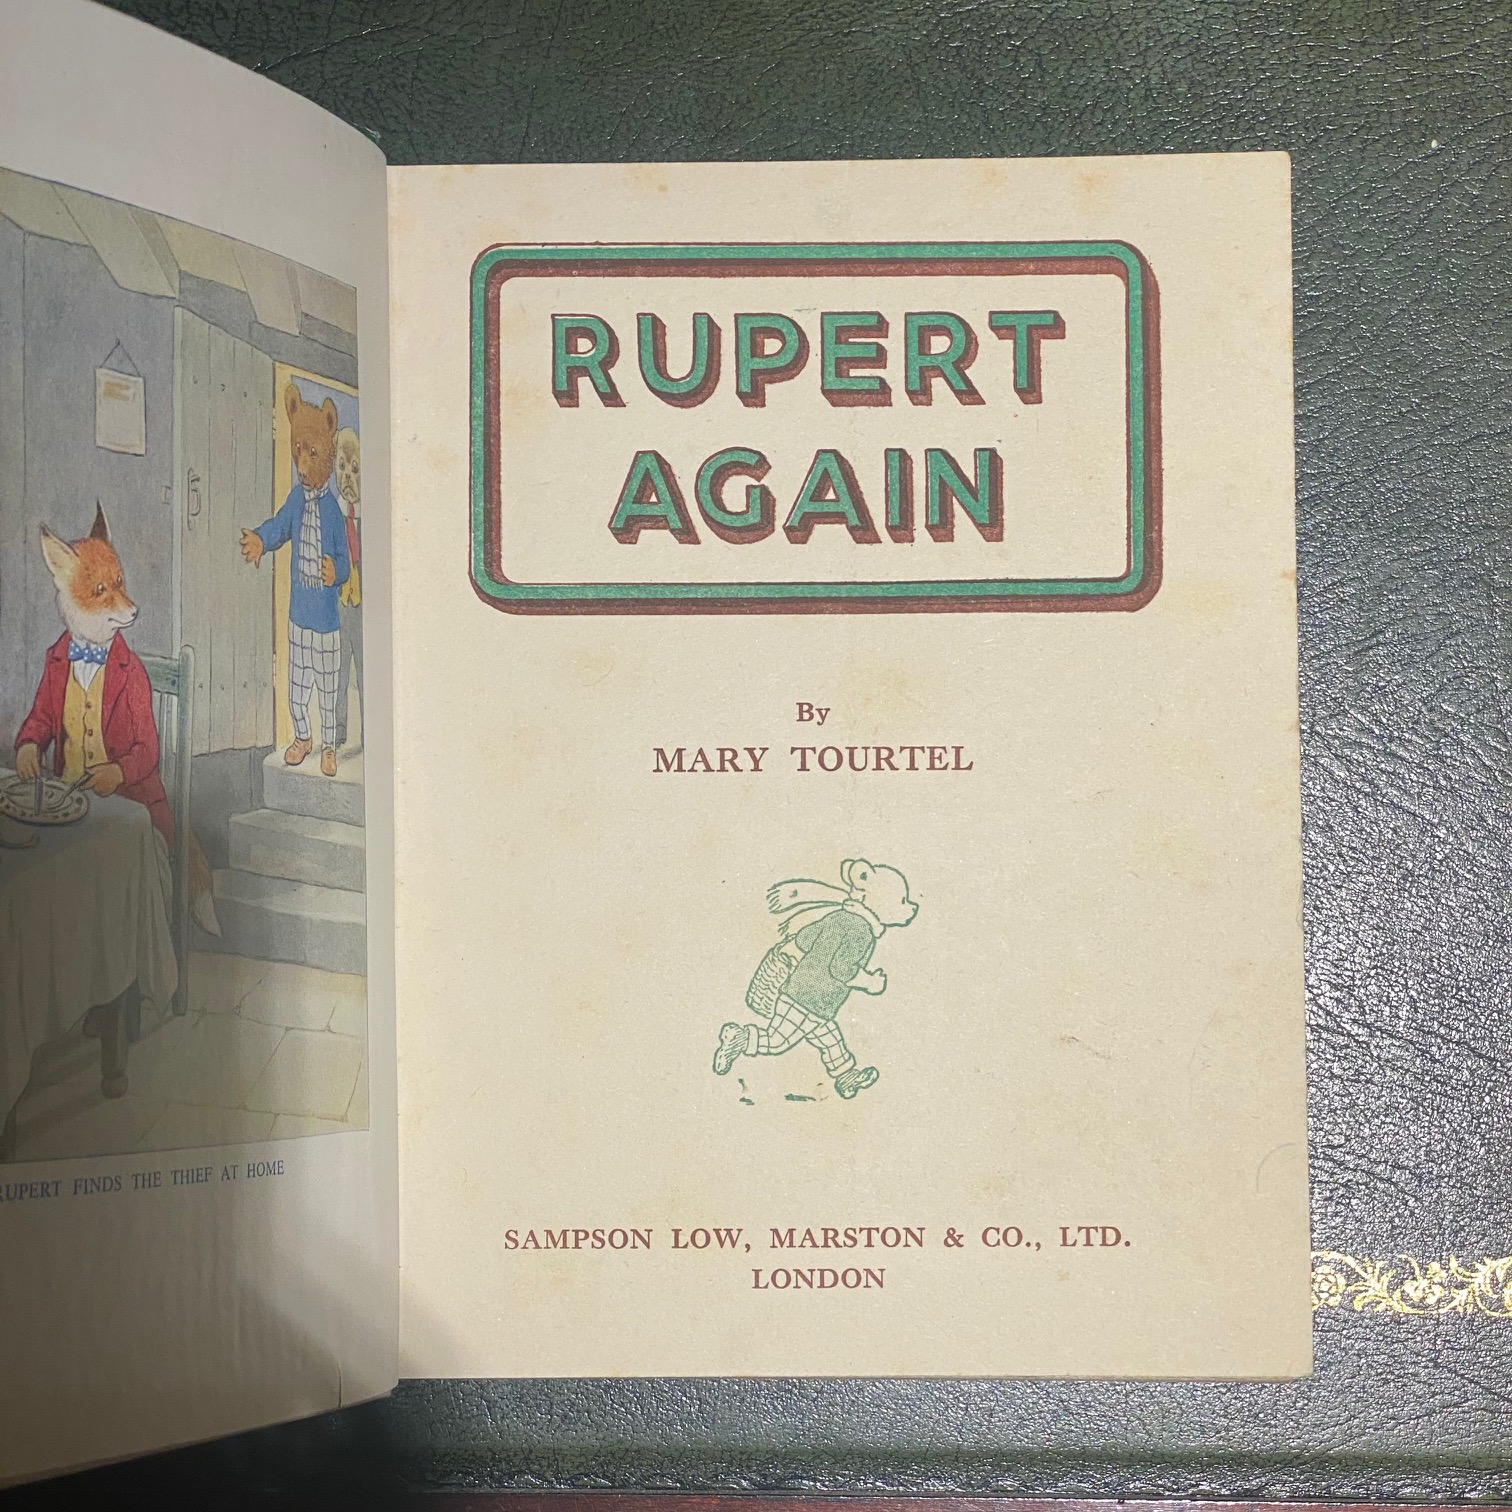 RUPERT FINDS THE THIEF AT HOME
RUPERT
AGAIN
By
MARY TOURTEL
SAMPSON LOW, MARSTON & CO., LTD.
LONDON